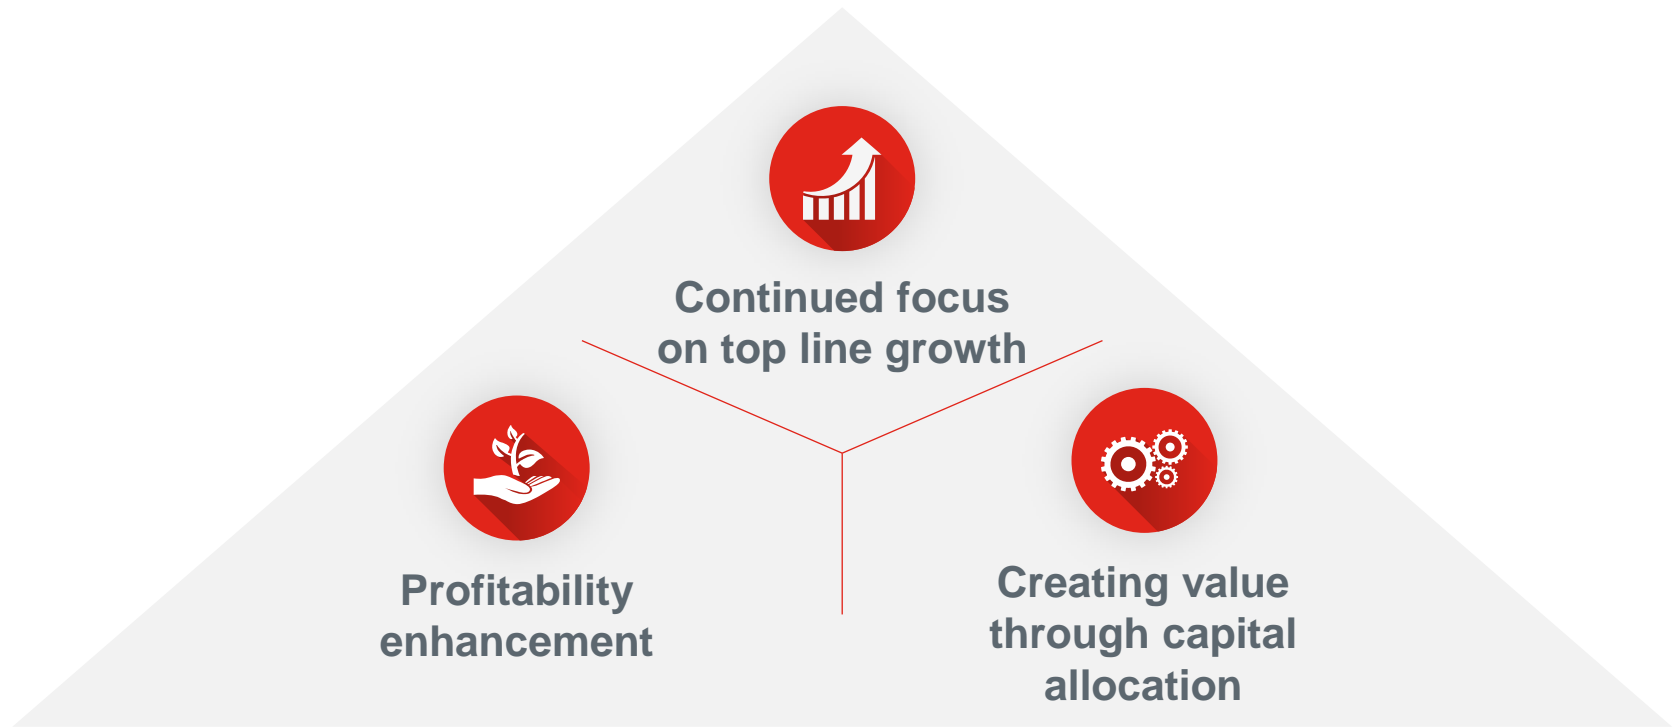 Continued focus
on top line growth
Profitability
enhancement
Creating value
through capital
allocation